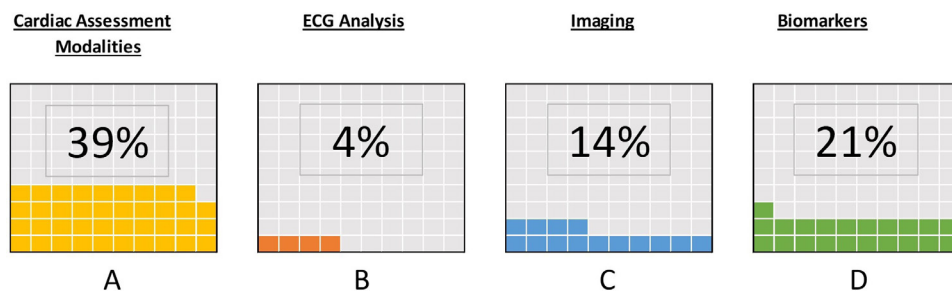 Cardiac Assessment
Modalities
ECG Analysis
Imaging
Biomarkers
39%
4%
14%
21%
A
B
C
D